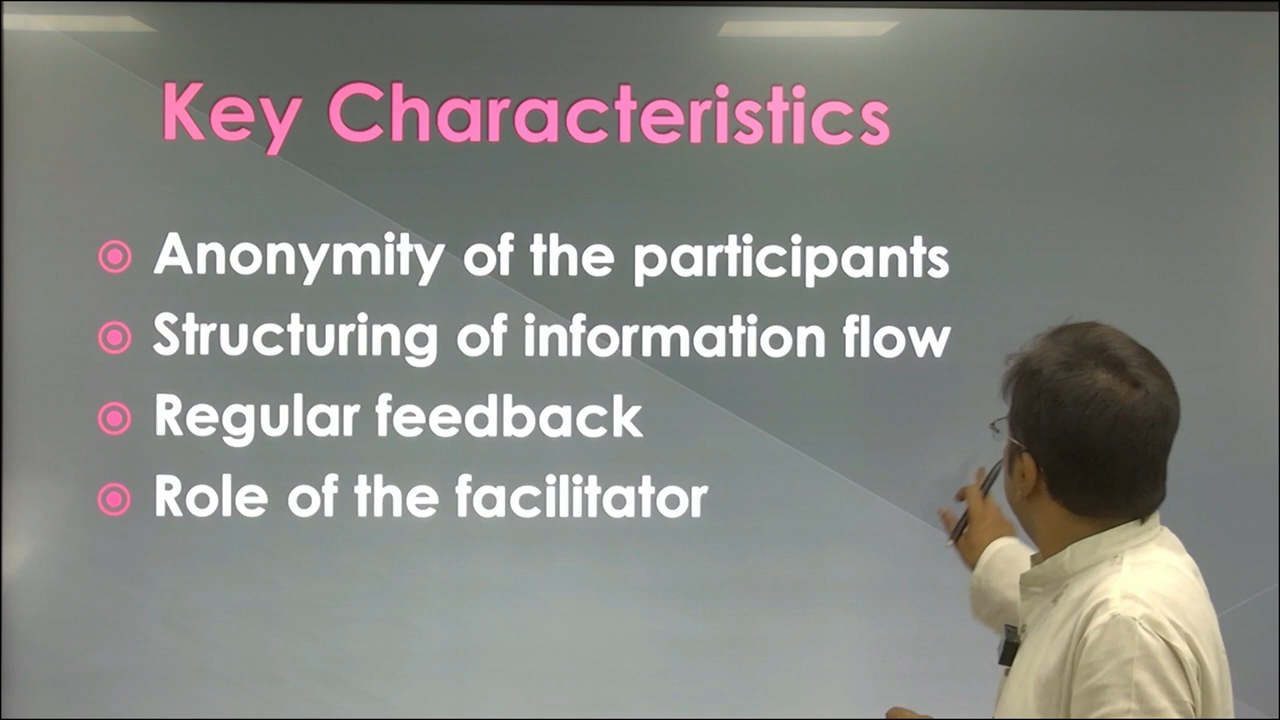 Key Characteristics
Anonymity of the participants
Structuring of information flow
Regular feedback
Role of the facilitator